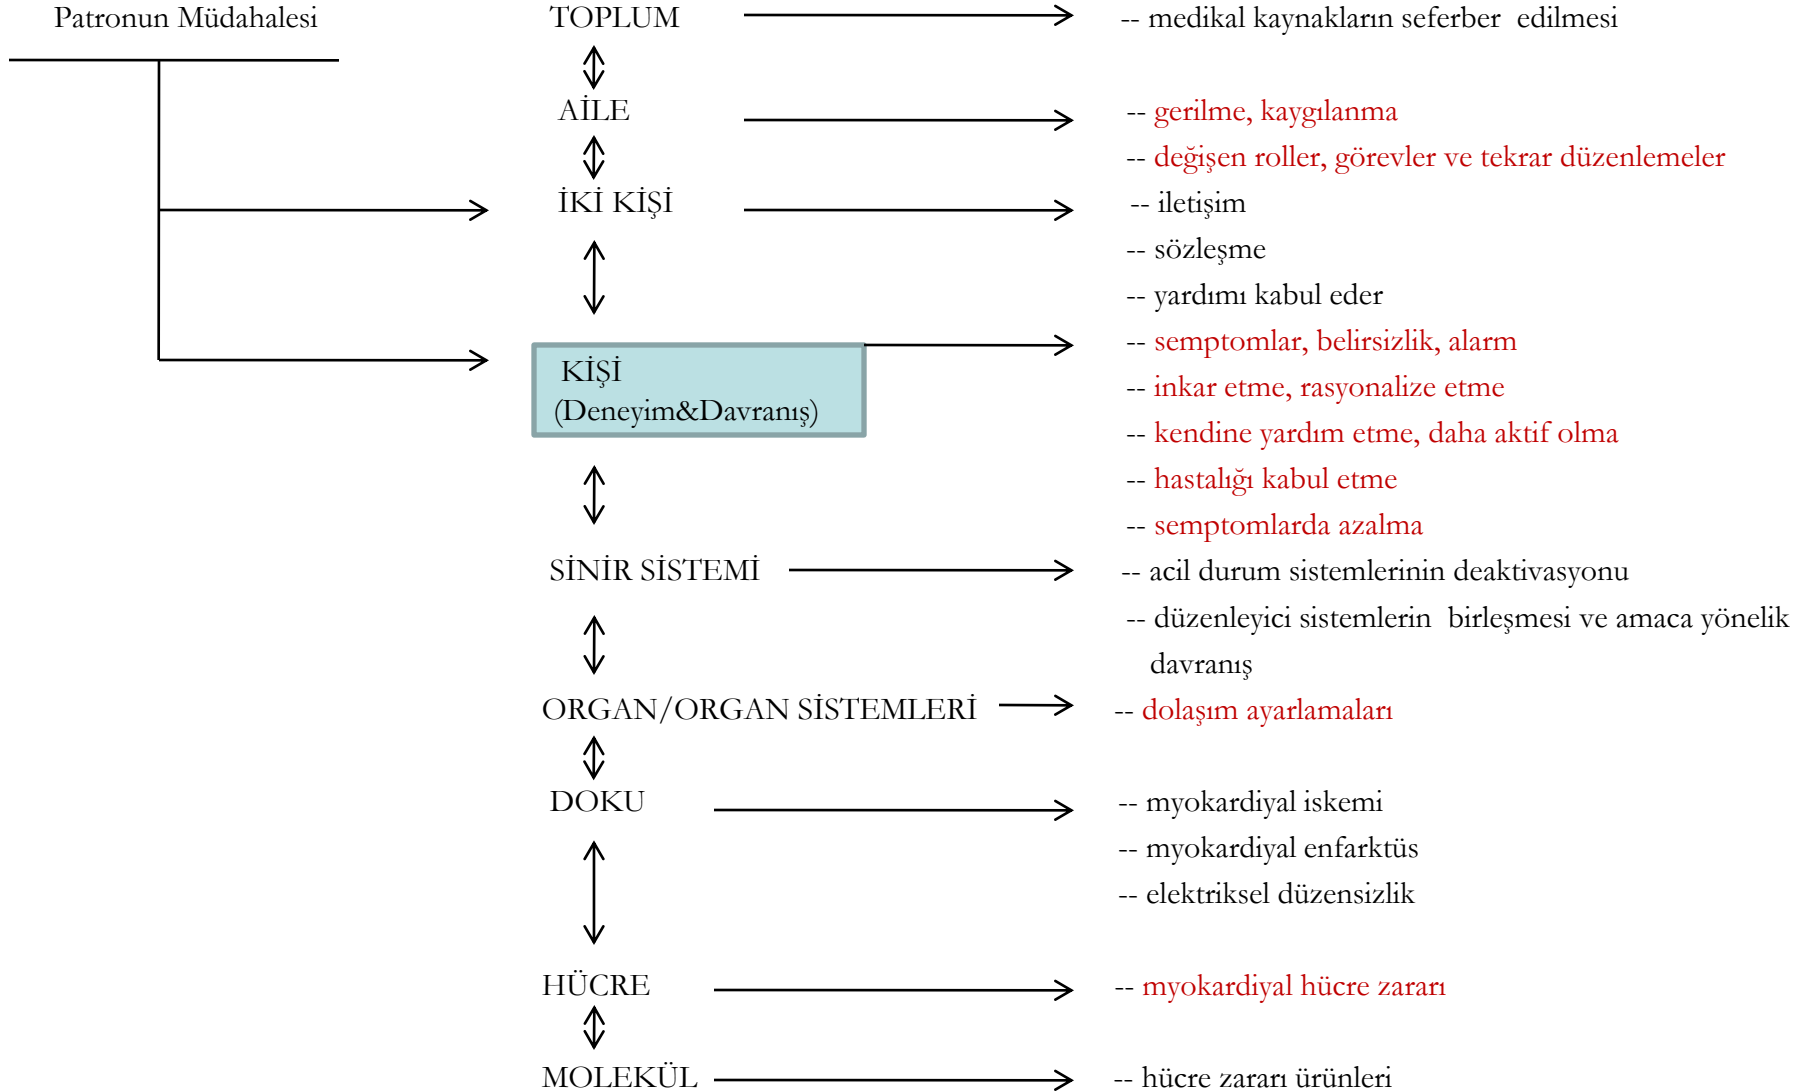 Patronun Müdahalesi
TOPLUM
-- medikal kaynakların seferber edilmesi
AİLE
-- gerilme, kaygılanma
-- değişen roller, görevler ve tekrar düzenlemeler
İKİ KİŞİ
-- iletişim
-- sözleşme
-- yardımı kabul eder
KİŞİ
(Deneyim&Davranış)
-- semptomlar, belirsizlik, alarm
-- inkar etme, rasyonalize etme
-- kendine yardım etme, daha aktif olma
-- hastalığı kabul etme
-- semptomlarda azalma
SİNİR SİSTEMİ
-- acil durum sistemlerinin deaktivasyonu
-- düzenleyici sistemlerin birleşmesi ve amaca yönelik
davranış
ORGAN/ORGAN SİSTEMLERİ
-- dolaşım ayarlamaları
DOKU
-- myokardiyal iskemi
-- myokardiyal enfarktüs
-- elektriksel düzensizlik
HÜCRE
-- myokardiyal hücre zararı
MOLEKÜL
-- hücre zararı ürünleri